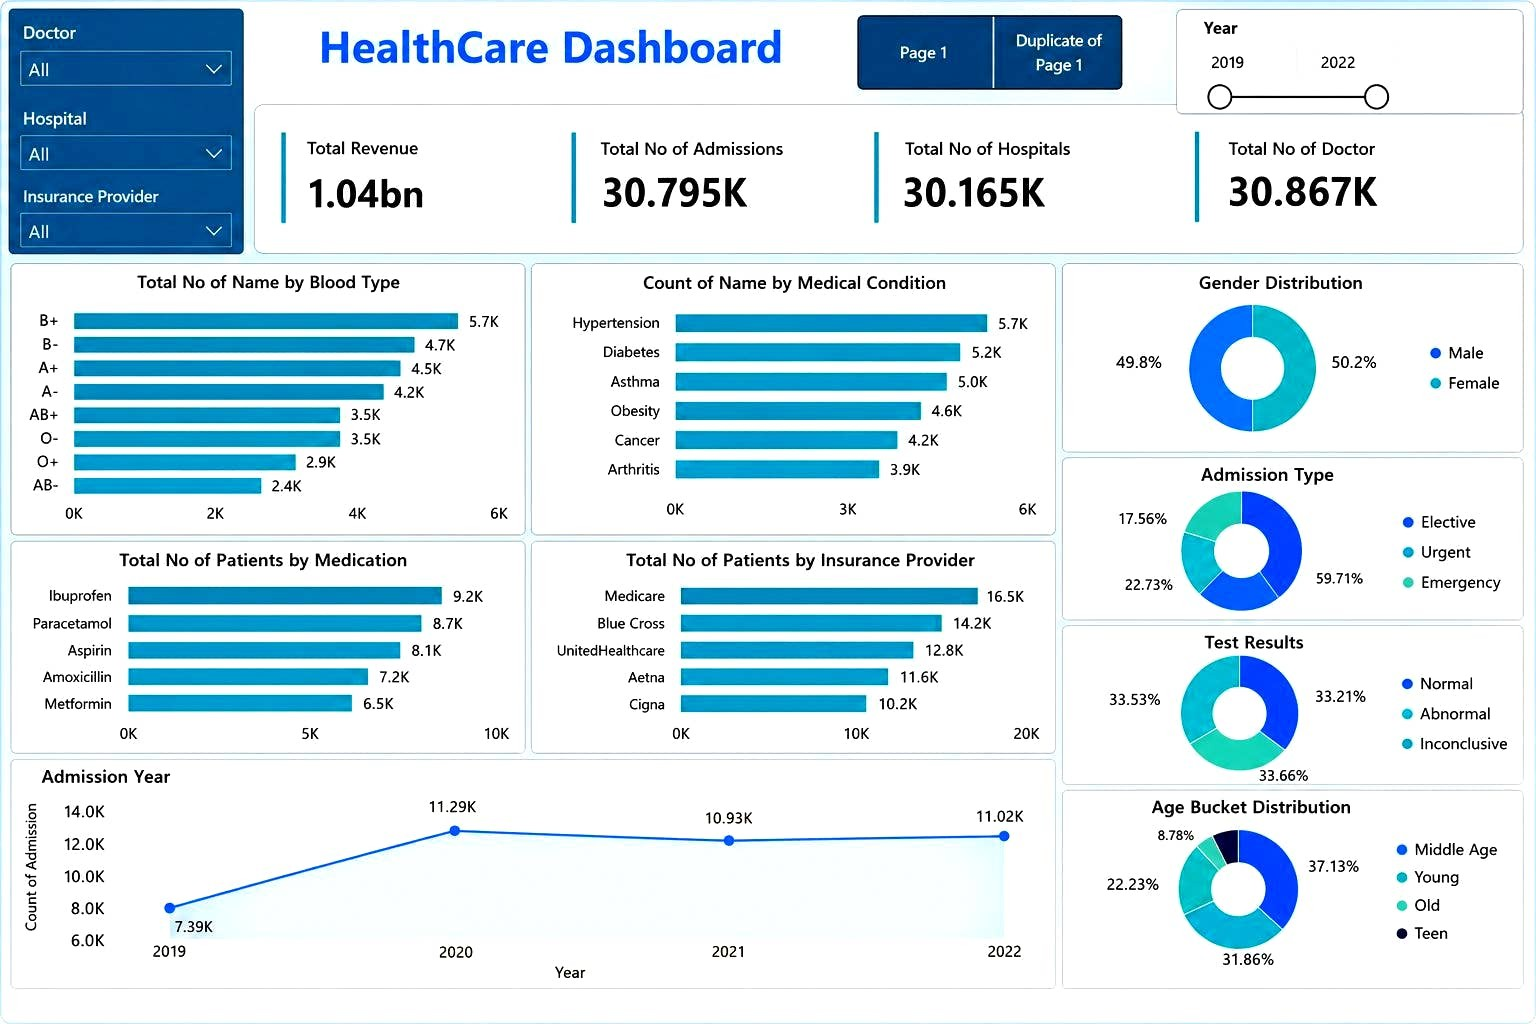 Doctor
All
Hospital
All
Insurance Provider
All
HealthCare Dashboard
Page 1
Duplicate of
Page 1
Year
2019 2022
Total Revenue
1.04bn
Total No of Admissions
30.795K
Total No of Hospitals
30.165K
Total No of Doctor
30.867K
Total No of Name by Blood Type
B+ 5.7K
B- 4.7K
A+ 4.5K
A- 4.2K
AB+ 3.5K
O- 3.5K
O+ 2.9K
AB- 2.4K
0K 2K 4K 6K
Count of Name by Medical Condition
Hypertension 5.7K
Diabetes 5.2K
Asthma 5.0K
Obesity 4.6K
Cancer 4.2K
Arthritis 3.9K
0K 3K 6K
Gender Distribution
49.8% 50.2%
Male
Female
Admission Type
17.56%
22.73%
59.71%
Elective
Urgent
Emergency
Total No of Patients by Medication
Ibuprofen 9.2K
Paracetamol 8.7K
Aspirin 8.1K
Amoxicillin 7.2K
Metformin 6.5K
0K 5K 10K
Total No of Patients by Insurance Provider
Medicare 16.5K
Blue Cross 14.2K
UnitedHealthcare 12.8K
Aetna 11.6K
Cigna 10.2K
0K 10K 20K
Test Results
33.53% 33.21%
33.66%
Normal
Abnormal
Inconclusive
Admission Year
Count of Admission
14.0K
12.0K
10.0K
8.0K
6.0K
7.39K
11.29K
10.93K
11.02K
2019 2020 2021 2022
Year
Age Bucket Distribution
8.78%
22.23%
37.13%
31.86%
Middle Age
Young
Old
Teen